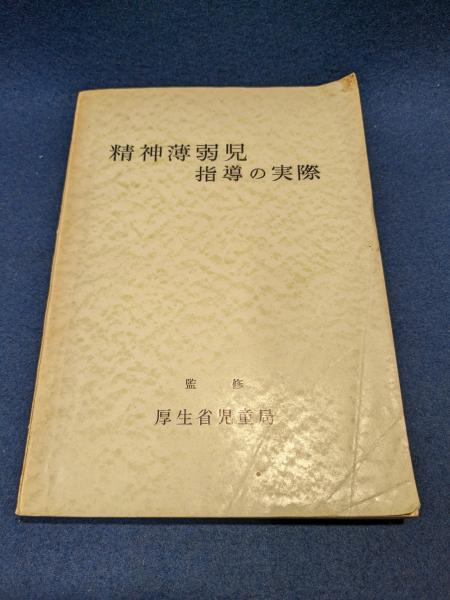 精神薄弱児
指導の実際
監修
厚生省児童局